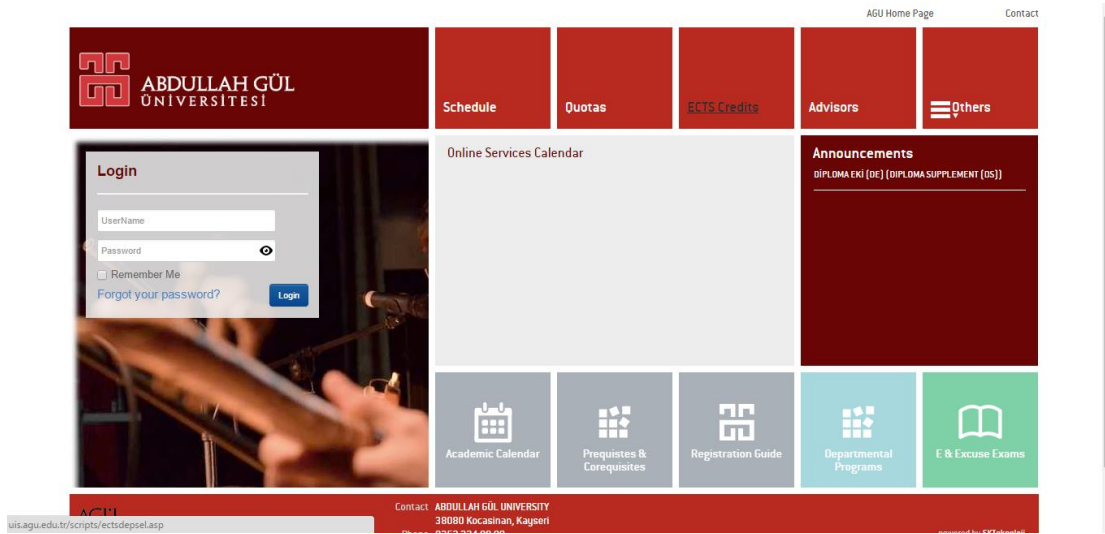 AGU Home Page
Contact
ABDULLAH GÜL
ÜNİVERSİTESİ
Schedule
Quotas
ECTS Credits
Advisors
Others
Login
UserName
Password
Remember Me
Forgot your password?
Login
Online Services Calendar
Announcements
DİPLOMA EKİ (DE) (DIPLOMA SUPPLEMENT (DS))
Academic Calendar
Prequistes &
Corequisites
Registration Guide
Departmental
Programs
E & Excuse Exams
Contact ABDULLAH GÜL UNIVERSITY
38080 Kocasinan, Kayseri
uis.agu.edu.tr/scripts/ectsdepsel.asp